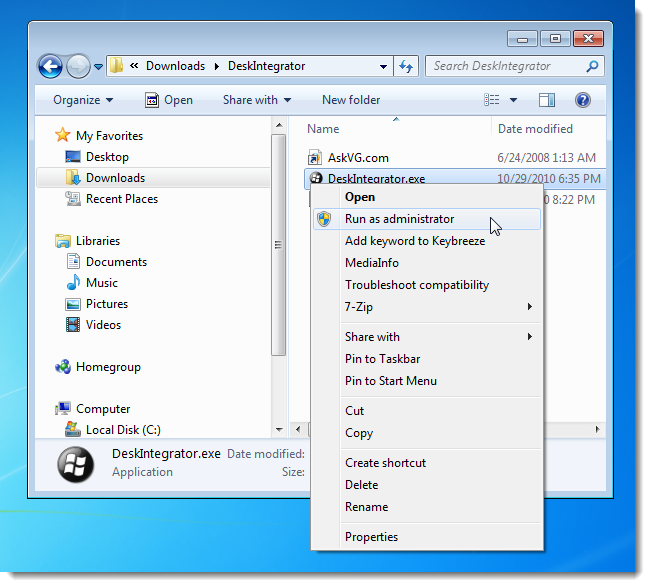 « Downloads DeskIntegrator
Search DeskIntegrator
Organize Open Share with New folder
Name Date modified
My Favorites
Desktop
Downloads
Recent Places
Libraries
Documents
Music
Pictures
Videos
Homegroup
Computer
Local Disk (C:)
AskVG.com 6/24/2008 1:13 AM
DeskIntegrator.exe 10/29/2010 6:35 PM
8:22 PM
Open
Run as administrator
Add keyword to Keybreeze
MediaInfo
Troubleshoot compatibility
7-Zip
Share with
Pin to Taskbar
Pin to Start Menu
Cut
Copy
Create shortcut
Delete
Rename
Properties
DeskIntegrator.exe Date modified:
Application Size: